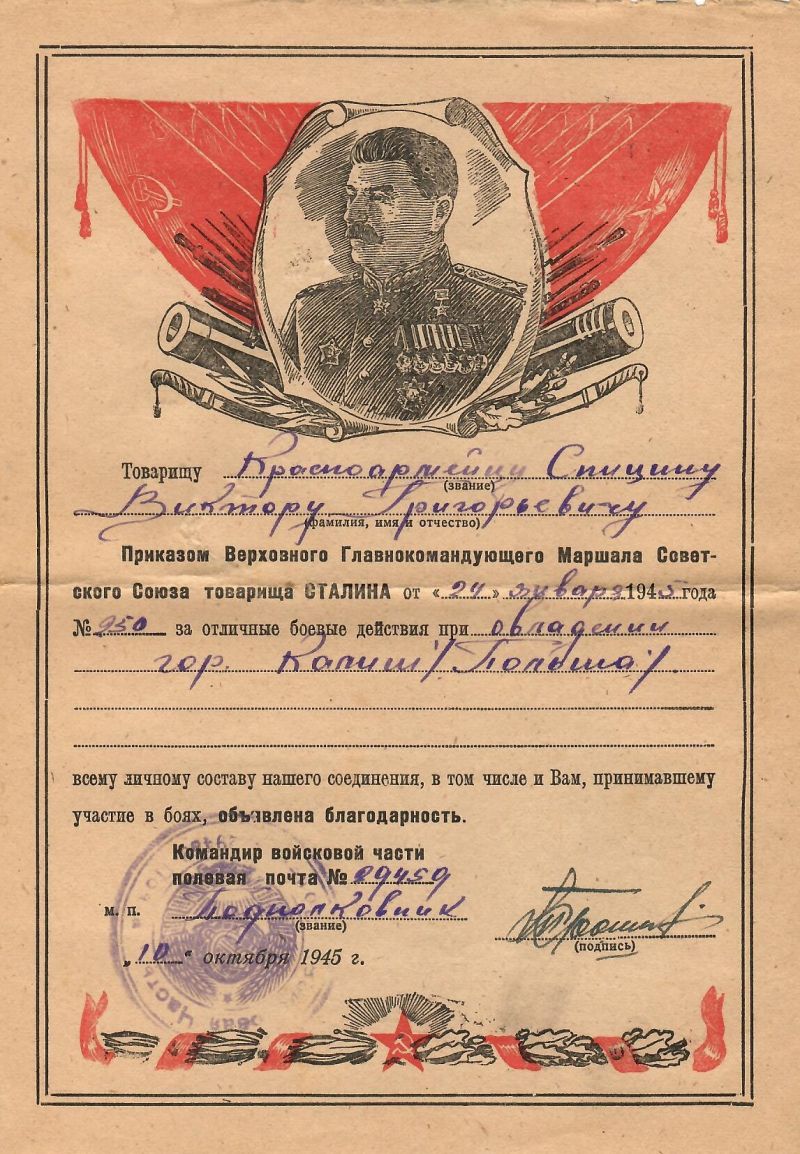 Товарищу Красноармейцу Спицину
(звание)
Виктору Григорьевичу
(фамилия, имя и отчество)
Приказом Верховного Главнокомандующего Маршала Совет-
ского Союза товарища СТАЛИНА от «24» января 1945 года
№ 250 за отличные боевые действия при овладении
гор. Калиш /Польша/.
всему личному составу нашего соединения, в том числе и Вам, принимавшему
участие в боях, объявлена благодарность.
Командир войсковой части
полевая почта № 29459
м. п. Подполковник
(звание)
(подпись)
„10“ октября 1945 г.